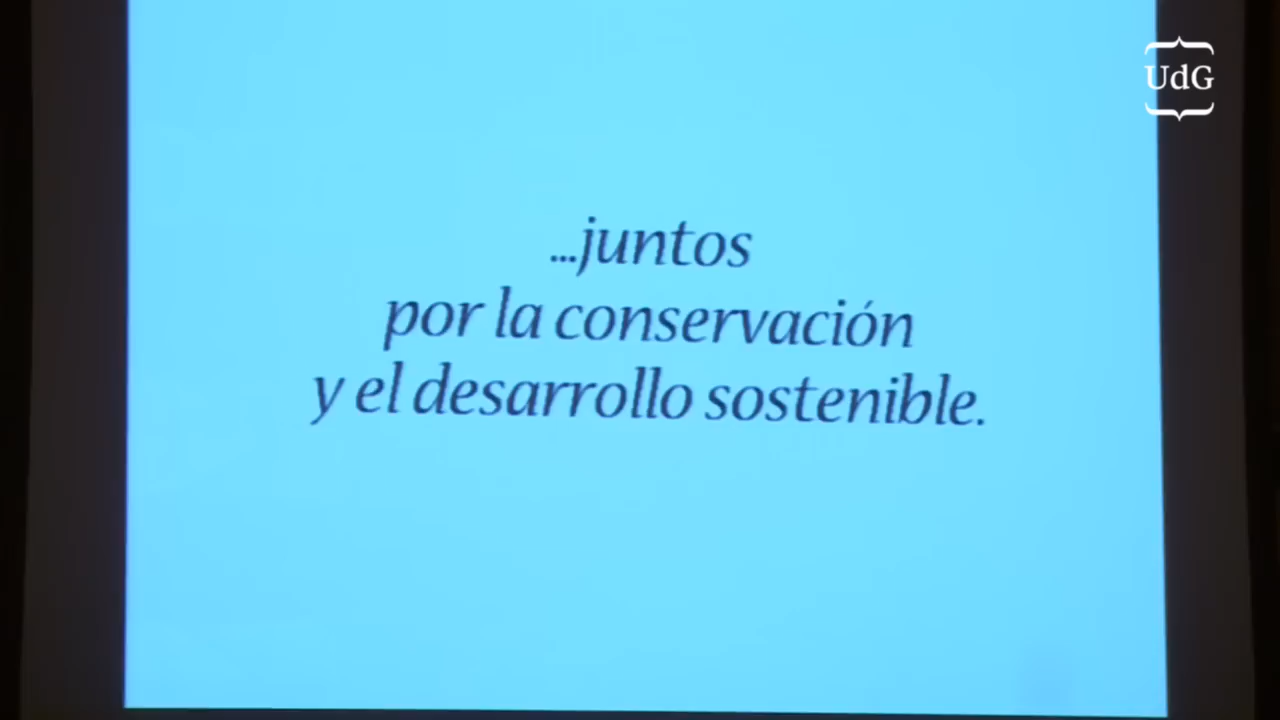 UdG
...juntos
por la conservación
y el desarrollo sostenible.